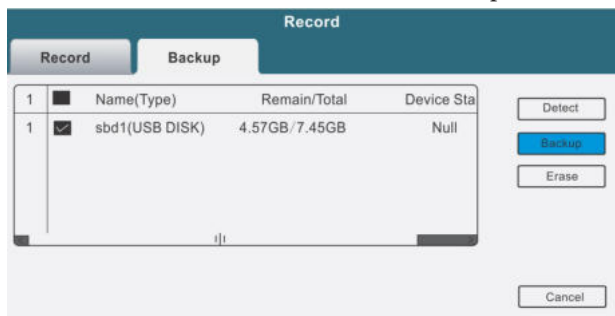 Record
Record Backup
1 Name(Type) Remain/Total Device Sta
1 sbd1(USB DISK) 4.57GB/7.45GB Null
Detect
Backup
Erase
Cancel